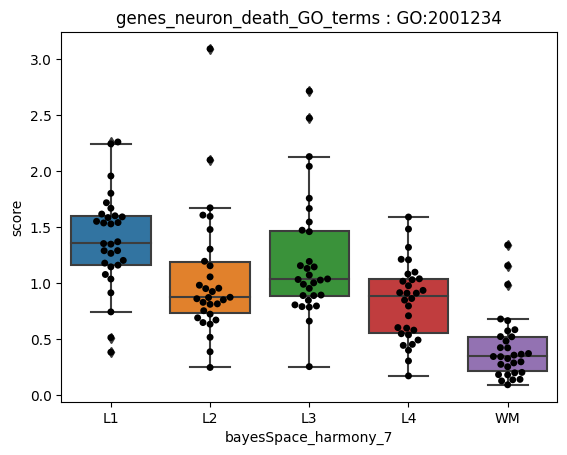 genes_neuron_death_GO_terms : GO:2001234
score
3.0
2.5
2.0
1.5
1.0
0.5
0.0
L1 L2 L3 L4 WM
bayesSpace_harmony_7